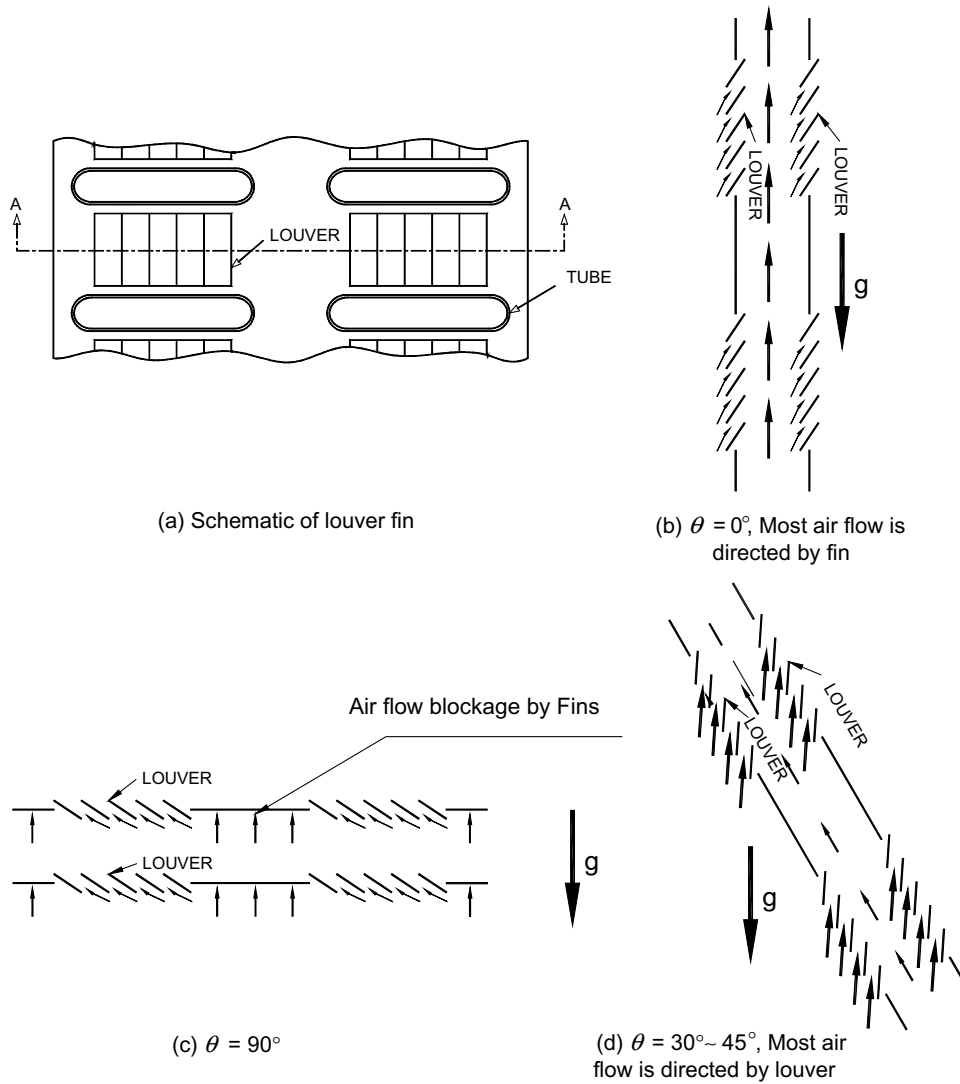 A
A
LOUVER
TUBE
(a) Schematic of louver fin
LOUVER
LOUVER
g
(b) θ = 0°, Most air flow is
directed by fin
Air flow blockage by Fins
LOUVER
LOUVER
g
(c) θ = 90°
LOUVER
LOUVER
g
(d) θ = 30°~ 45°, Most air
flow is directed by louver